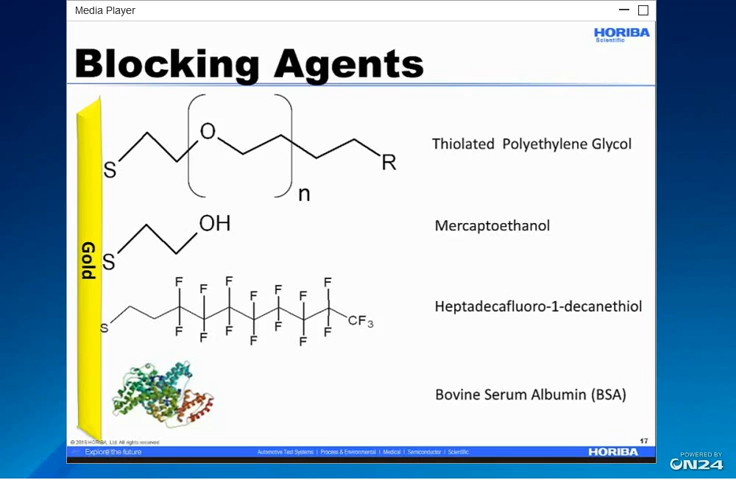 Media Player
HORIBA
Scientific
Blocking Agents
Gold
S
O
R
n
Thiolated Polyethylene Glycol
S
OH
Mercaptoethanol
F F F F F F F
S
F F F F F F F
CF3
Heptadecafluoro-1-decanethiol
Bovine Serum Albumin (BSA)
17
Explore the future
Automotive Test Systems | Process & Environmental | Medical | Semiconductor | Scientific
HORIBA
POWERED BY
ON24